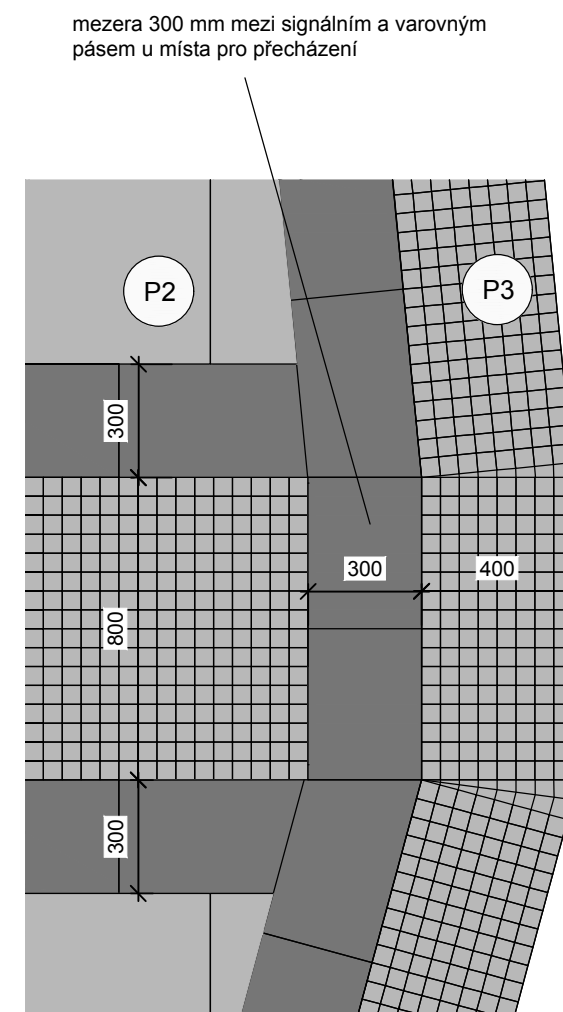 mezera 300 mm mezi signálním a varovným
pásem u místa pro přecházení
P2
P3
300
300
400
800
300